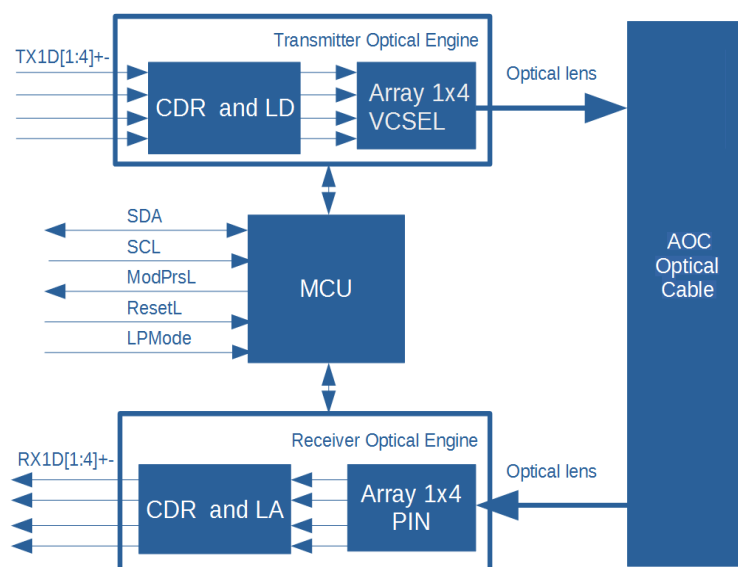 Transmitter Optical Engine
TX1D[1:4]+-
CDR and LD
Array 1x4
VCSEL
Optical lens
SDA
SCL
ModPrsL
ResetL
LPMode
MCU
AOC
Optical
Cable
Receiver Optical Engine
RX1D[1:4]+-
CDR and LA
Array 1x4
PIN
Optical lens